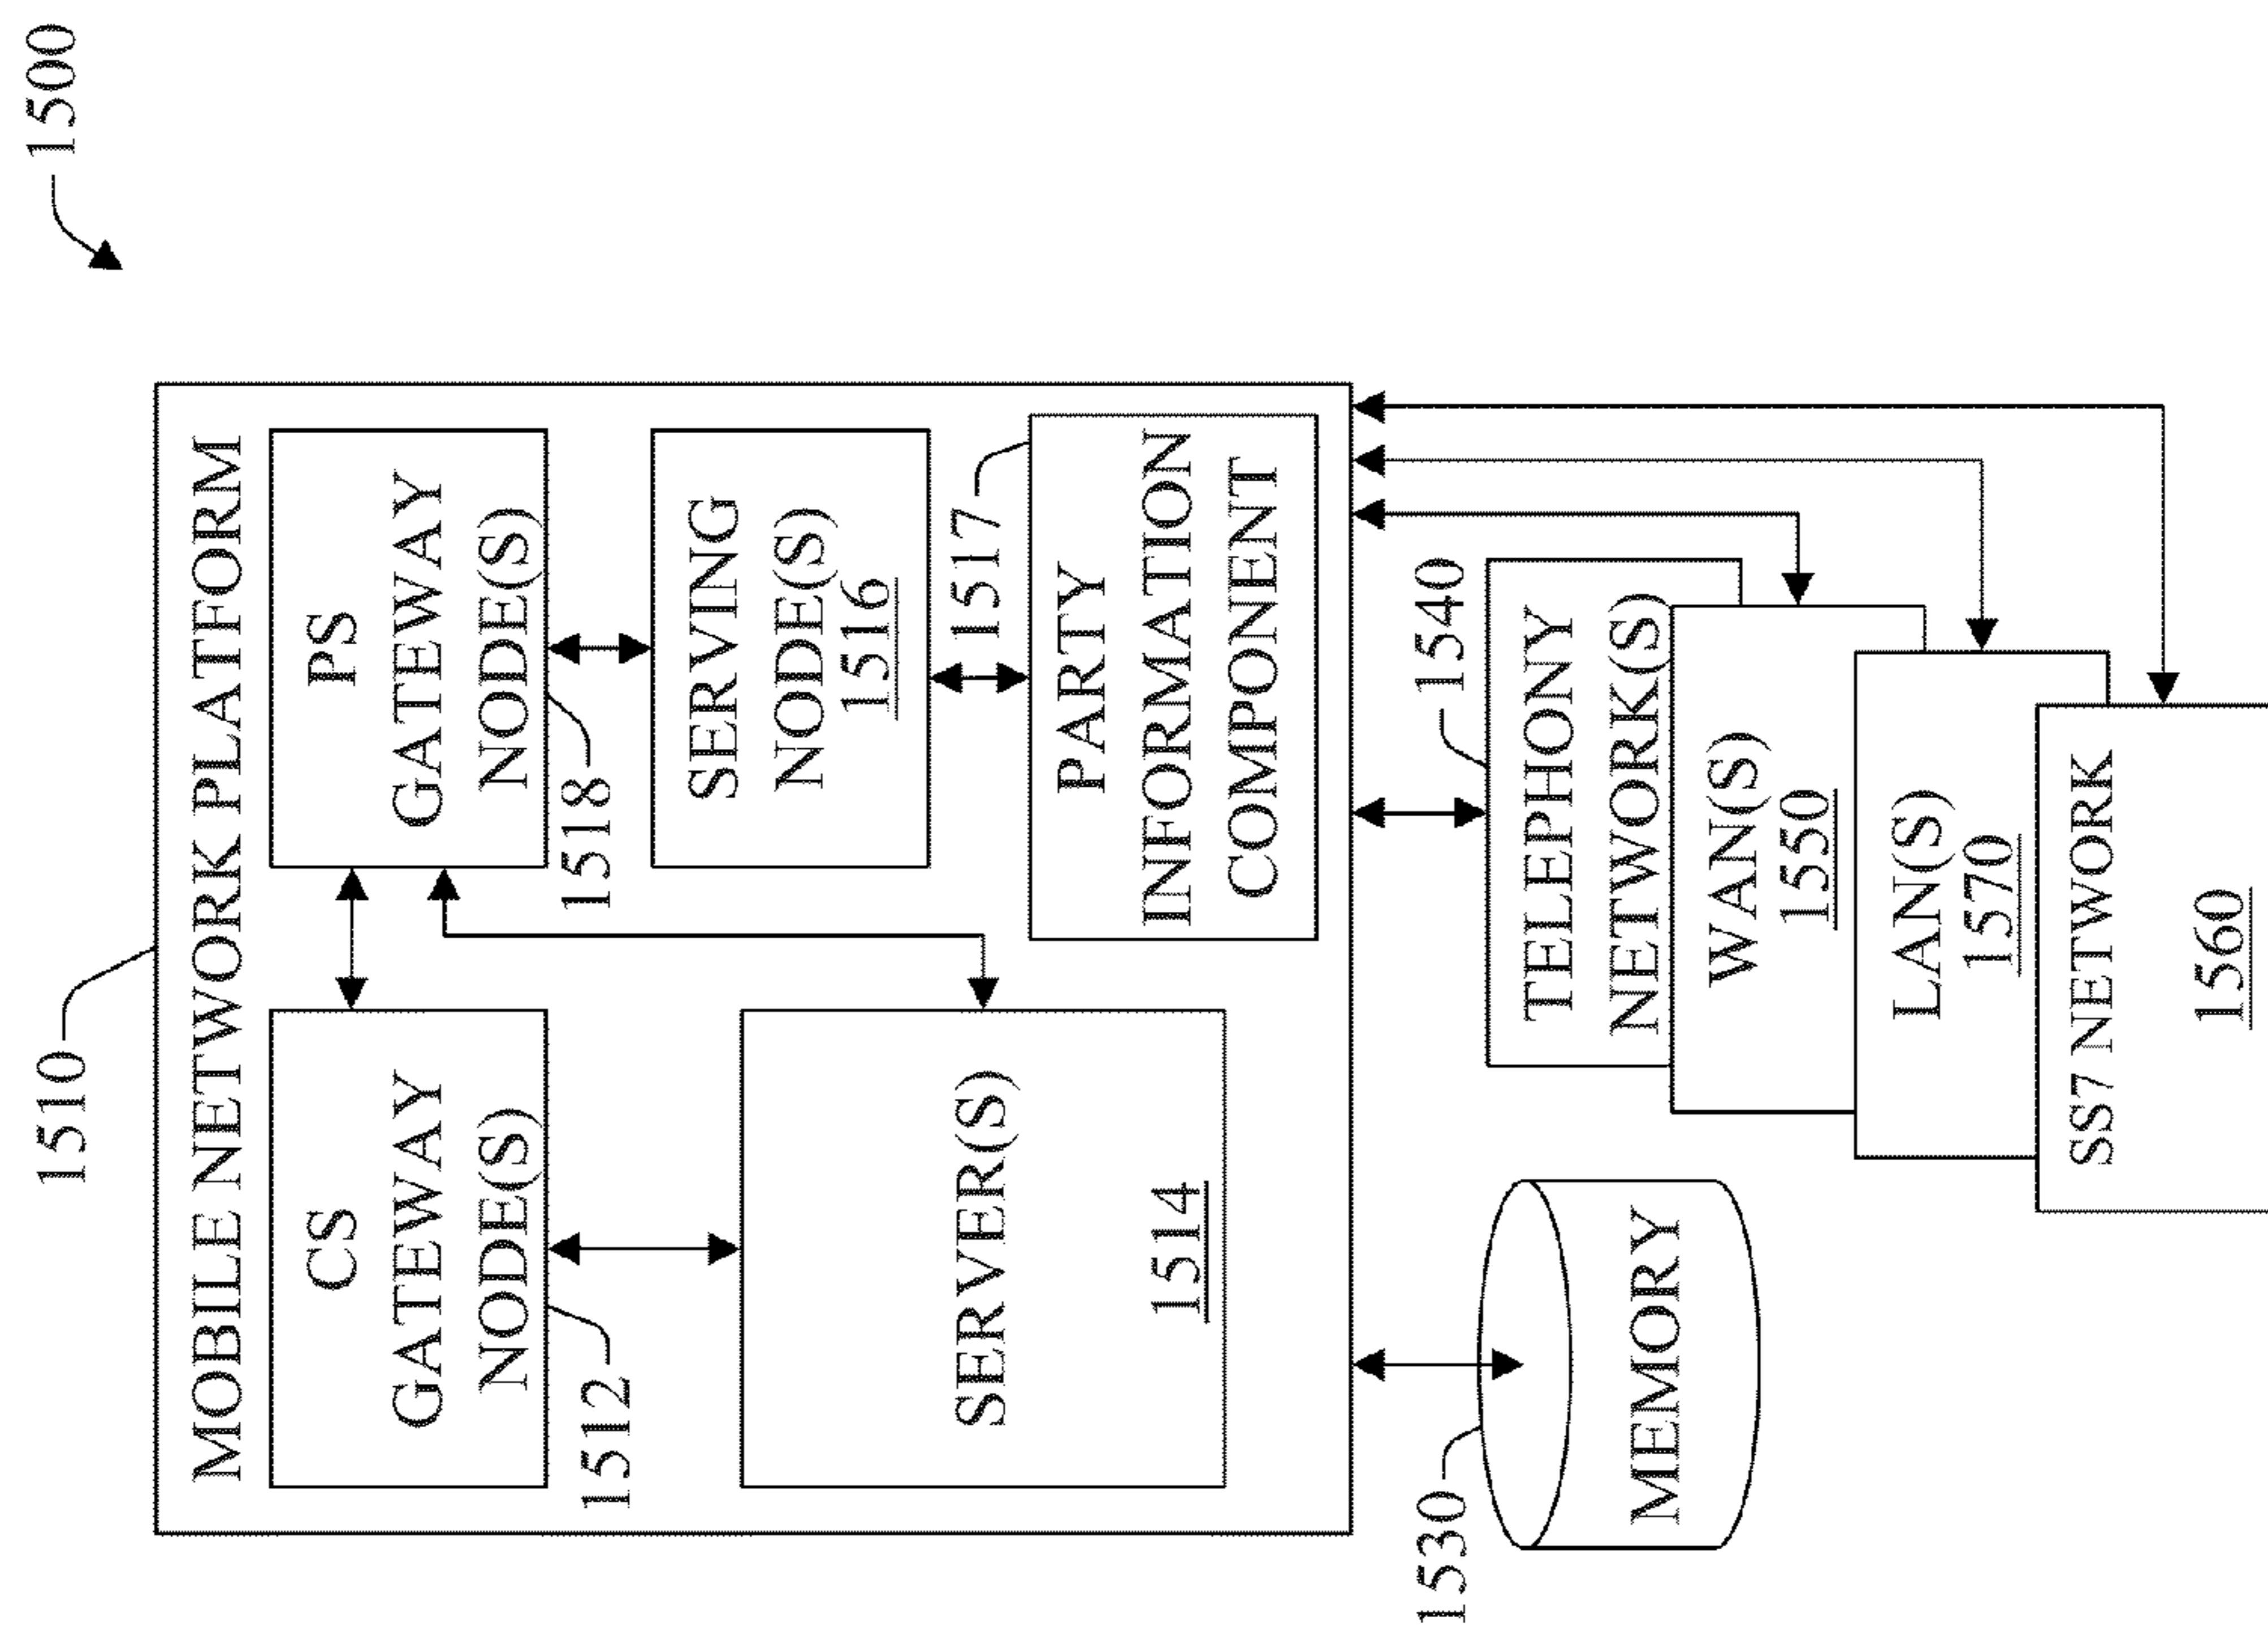 1500
1510
MOBILE NETWORK PLATFORM
CS
GATEWAY
NODE(S)
1512
PS
GATEWAY
NODE(S)
1518
SERVER(S)
1514
SERVING
NODE(S)
1516
1517
PARTY
INFORMATION
COMPONENT
1530
MEMORY
1540
TELEPHONY
NETWORK(S)
WAN(S)
1550
LAN(S)
1570
SS7 NETWORK
1560